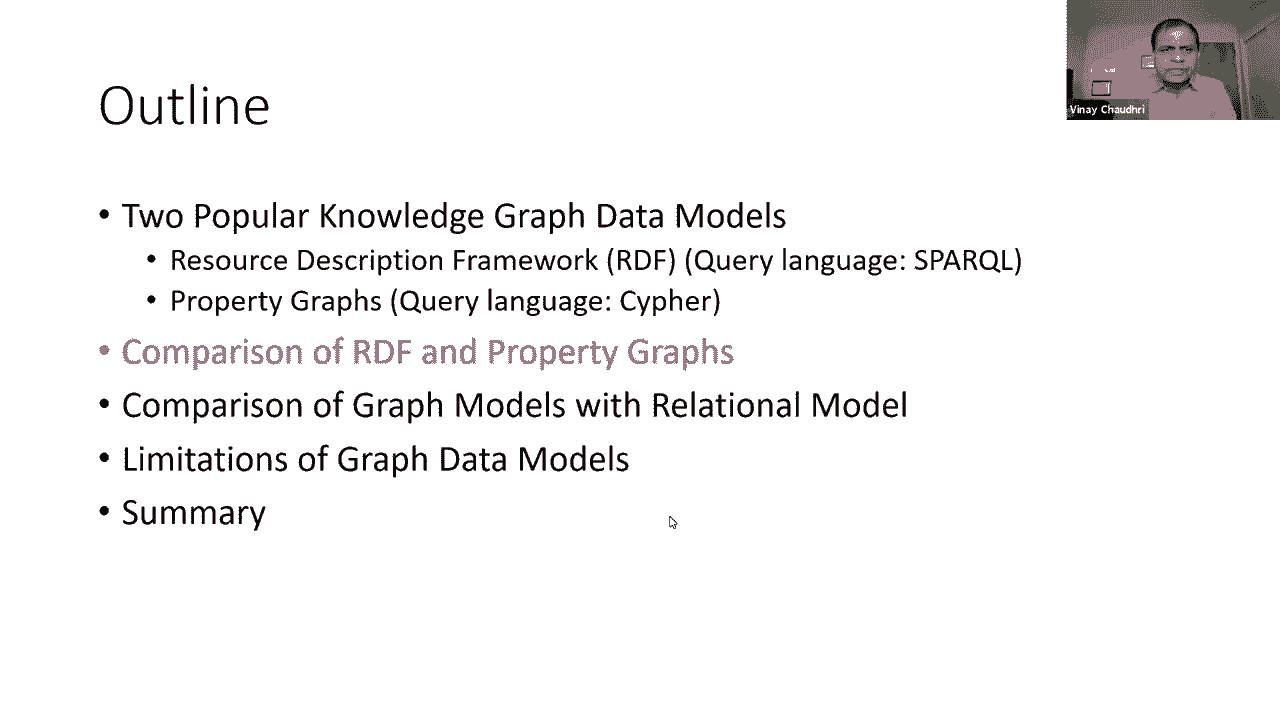 Outline
Vinay Chaudhri
• Two Popular Knowledge Graph Data Models
• Resource Description Framework (RDF) (Query language: SPARQL)
• Property Graphs (Query language: Cypher)
• Comparison of RDF and Property Graphs
• Comparison of Graph Models with Relational Model
• Limitations of Graph Data Models
• Summary